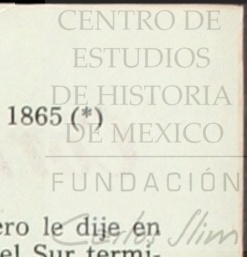 CENTRO DE
ESTUDIOS
DE HISTORIA
1865 (*)
DE MEXICO
FUNDACIÓN
ero le dije en
Carlos Slim
el Sur termi-